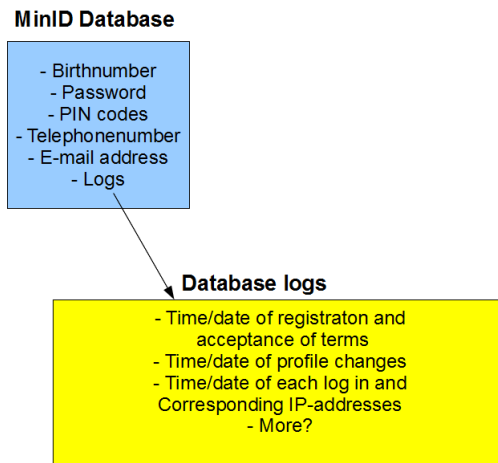 MinID Database
- Birthnumber
- Password
- PIN codes
- Telephonenumber
- E-mail address
- Logs
Database logs
- Time/date of registraton and
acceptance of terms
- Time/date of profile changes
- Time/date of each log in and
Corresponding IP-addresses
- More?